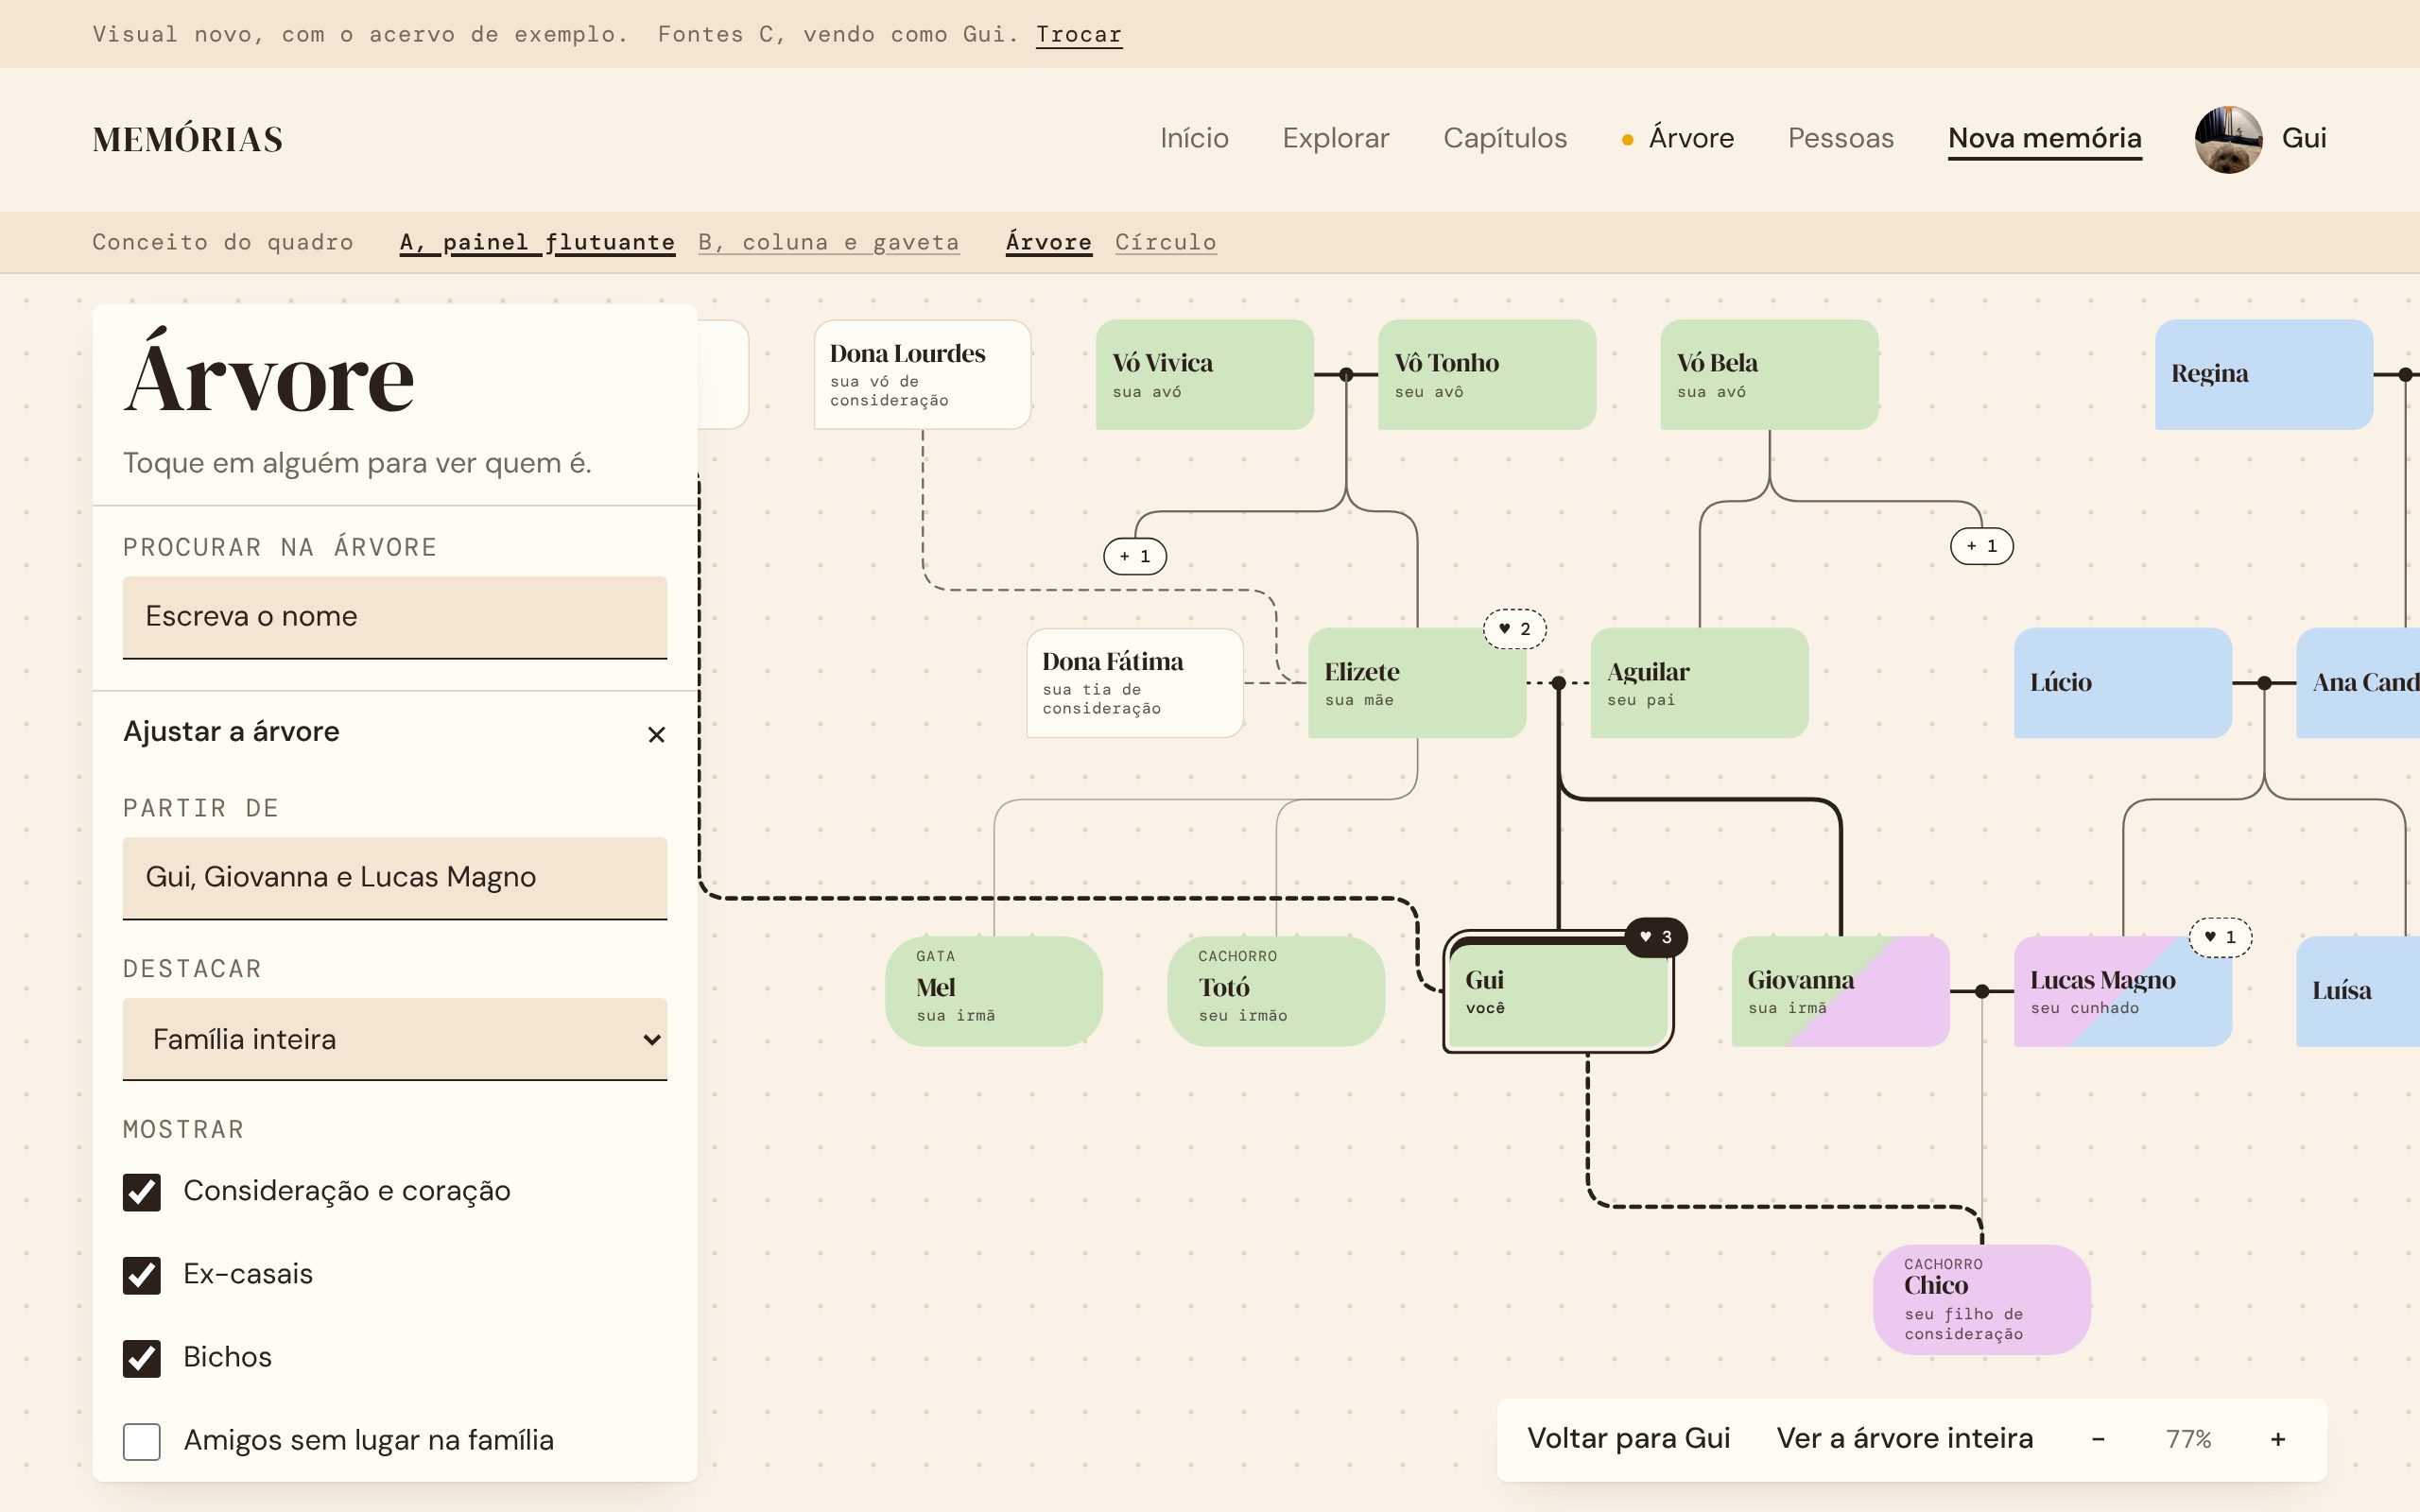 Visual novo, com o acervo de exemplo. Fontes C, vendo como Gui. Trocar
MEMÓRIAS
Início Explorar Capítulos Árvore Pessoas Nova memória Gui
Conceito do quadro A, painel flutuante B, coluna e gaveta Árvore Círculo
Árvore
Toque em alguém para ver quem é.
PROCURAR NA ÁRVORE
Escreva o nome
Ajustar a árvore ×
PARTIR DE
Gui, Giovanna e Lucas Magno
DESTACAR
Família inteira
MOSTRAR
Consideração e coração
Ex-casais
Bichos
Amigos sem lugar na família
Dona Lourdes
sua vó de
consideração
Vó Vivica
sua avó
Vô Tonho
seu avô
Vó Bela
sua avó
Regina
+ 1
+ 1
Dona Fátima
sua tia de
consideração
Elizete
sua mãe
♥ 2
Aguilar
seu pai
Lúcio
Ana Cand
GATA
Mel
sua irmã
CACHORRO
Totó
seu irmão
Gui
você
♥ 3
Giovanna
sua irmã
Lucas Magno
seu cunhado
♥ 1
Luísa
CACHORRO
Chico
seu filho de
consideração
Voltar para Gui Ver a árvore inteira − 77% +